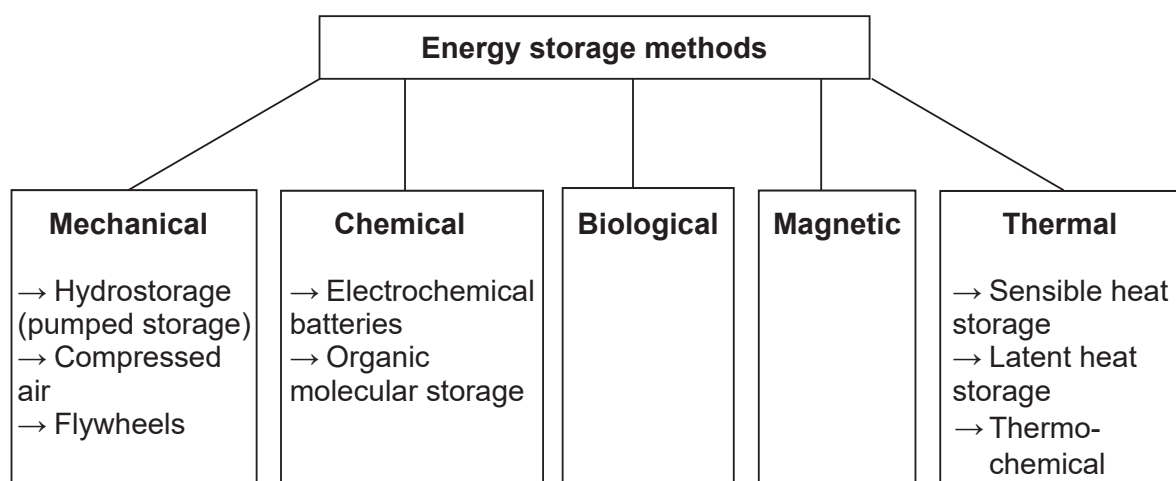 Energy storage methods
Mechanical
→ Hydrostorage
(pumped storage)
→ Compressed
air
→ Flywheels
Chemical
→ Electrochemical
batteries
→ Organic
molecular storage
Biological
Magnetic
Thermal
→ Sensible heat
storage
→ Latent heat
storage
→ Thermo-
chemical